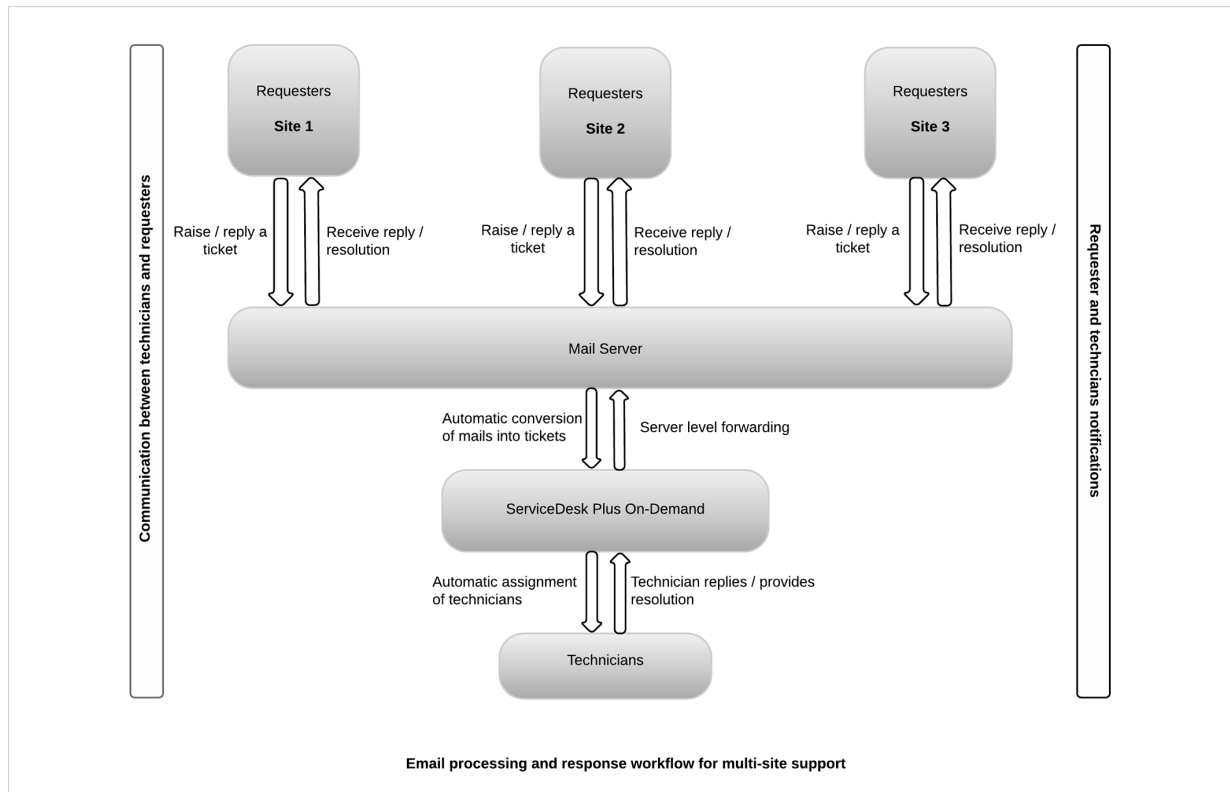 Communication between technicians and requesters
Requesters
Site 1
Requesters
Site 2
Requesters
Site 3
Requester and techncians notifications
Raise / reply a
ticket
Receive reply /
resolution
Raise / reply a
ticket
Receive reply /
resolution
Raise / reply a
ticket
Receive reply /
resolution
Mail Server
Automatic conversion
of mails into tickets
Server level forwarding
ServiceDesk Plus On-Demand
Automatic assignment
of technicians
Technician replies / provides
resolution
Technicians
Email processing and response workflow for multi-site support